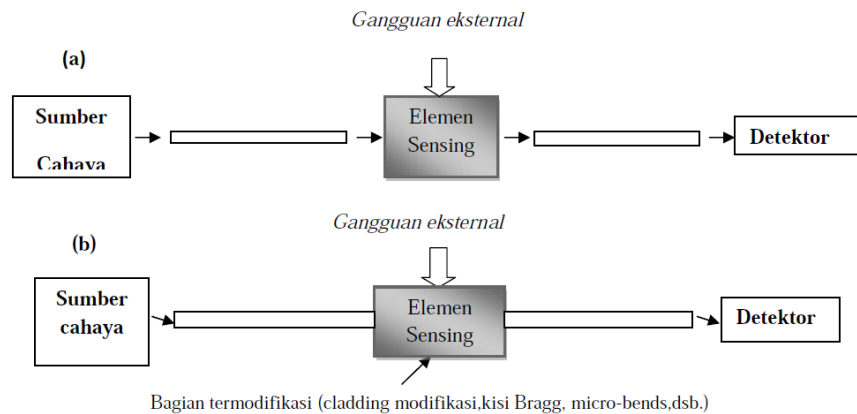 Gangguan eksternal
(a)
Sumber
Cahaya
Elemen
Sensing
Detektor
Gangguan eksternal
(b)
Sumber
cahaya
Elemen
Sensing
Detektor
Bagian termodifikasi (cladding modifikasi,kisi Bragg, micro-bends,dsb.)